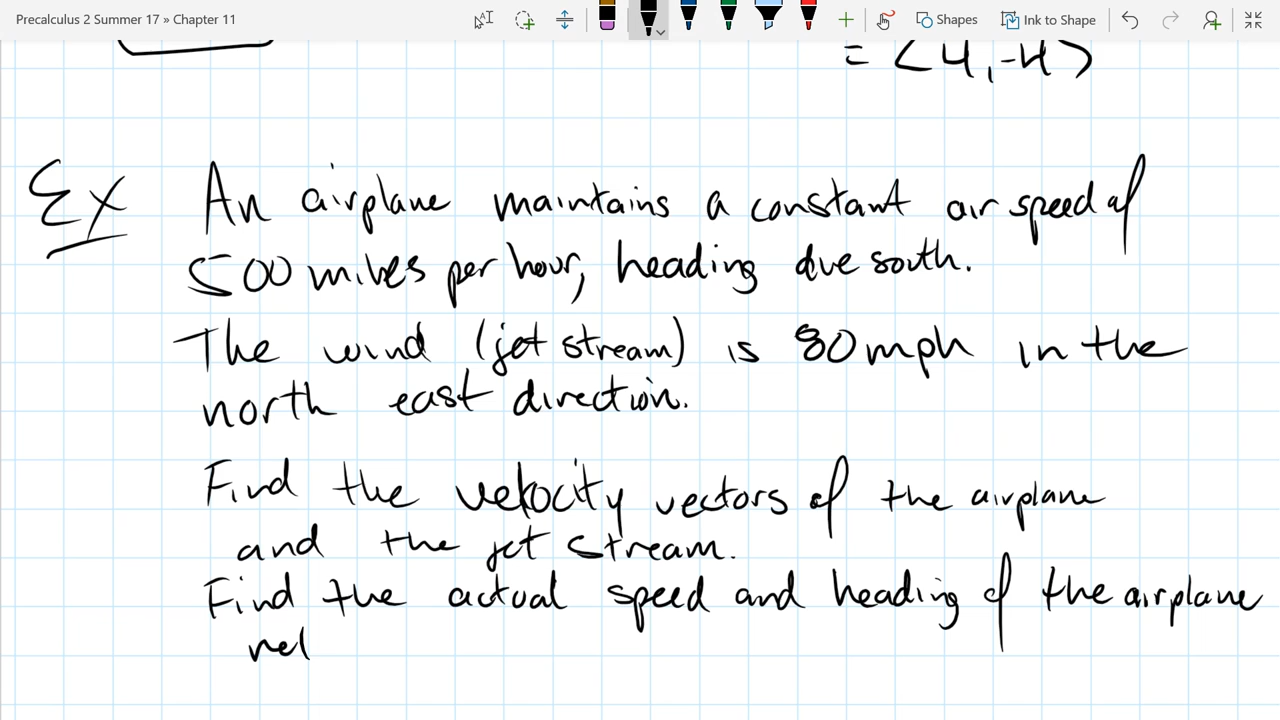 Precalculus 2 Summer 17 » Chapter 11
Shapes
Ink to Shape
= <4, -4>
Ex An airplane maintains a constant air speed of
500 miles per hour, heading due south.
The wind (jet stream) is 80 mph in the
north east direction.
Find the velocity vectors of the airplane
and the jet stream.
Find the actual speed and heading of the airplane
rel